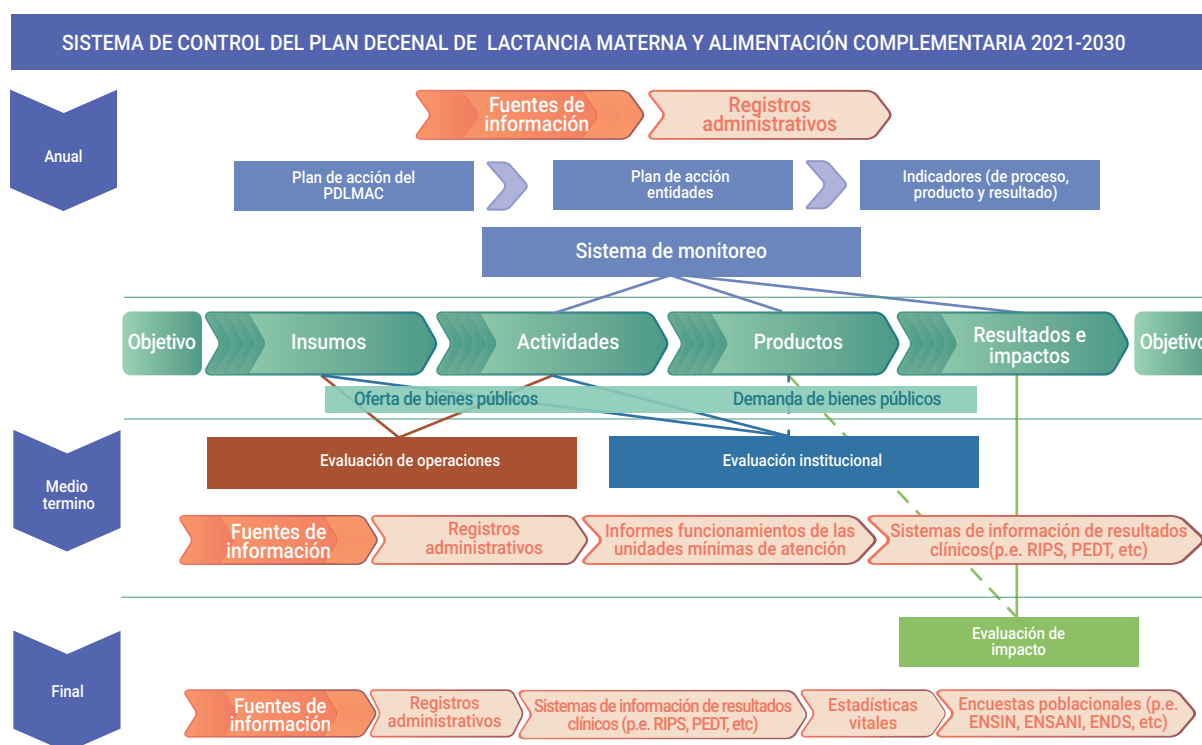 SISTEMA DE CONTROL DEL PLAN DECENAL DE LACTANCIA MATERNA Y ALIMENTACIÓN COMPLEMENTARIA 2021-2030
Anual
Fuentes de
información
Registros
administrativos
Plan de acción del
PDLMAC
Plan de acción
entidades
Indicadores (de proceso,
producto y resultado)
Sistema de monitoreo
Objetivo
Insumos
Actividades
Productos
Resultados e
impactos
Objetivo
Oferta de bienes públicos
Demanda de bienes públicos
Medio
termino
Evaluación de operaciones
Evaluación institucional
Fuentes de
información
Registros
administrativos
Informes funcionamientos de las
unidades mínimas de atención
Sistemas de información de resultados
clínicos(p.e. RIPS, PEDT, etc)
Final
Evaluación de
impacto
Fuentes de
información
Registros
administrativos
Sistemas de información de resultados
clínicos (p.e. RIPS, PEDT, etc)
Estadísticas
vitales
Encuestas poblacionales (p.e.
ENSIN, ENSANI, ENDS, etc)